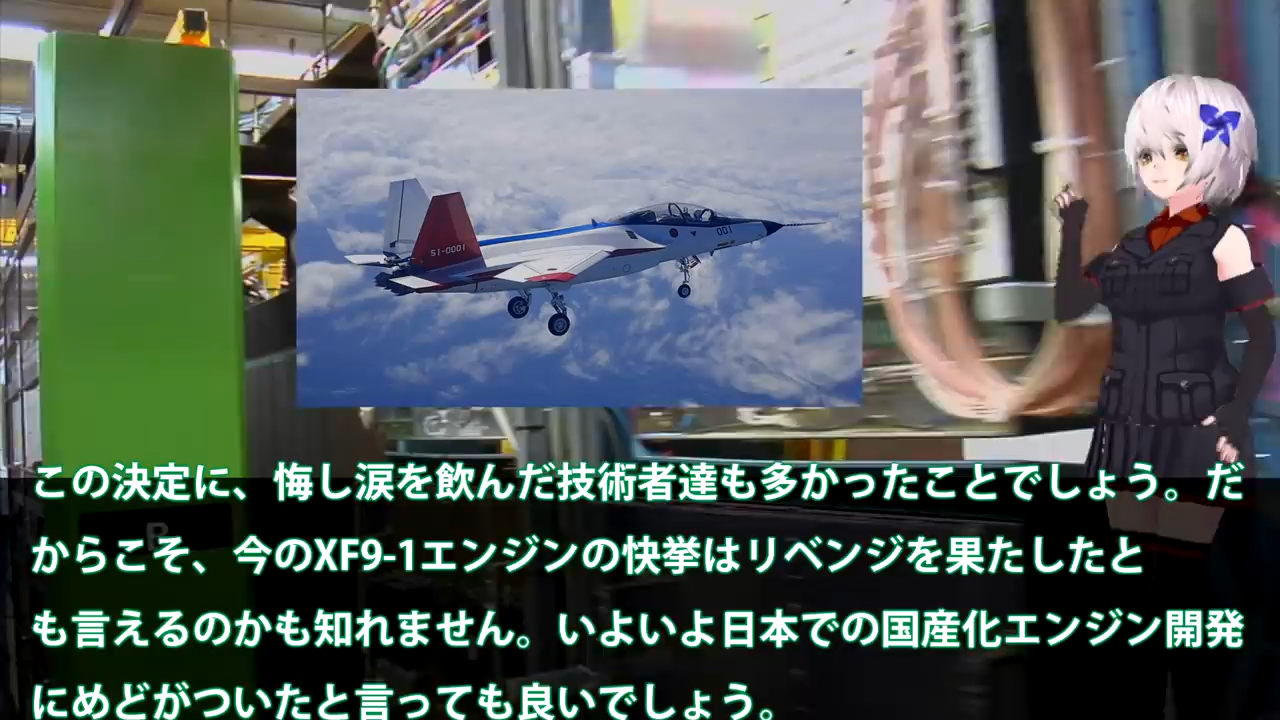 51-0001
001
この決定に、悔し涙を飲んだ技術者達も多かったことでしょう。だ
からこそ、今のXF9-1エンジンの快挙はリベンジを果たしたと
も言えるのかも知れません。いよいよ日本での国産化エンジン開発
にめどがついたと言っても良いでしょう。